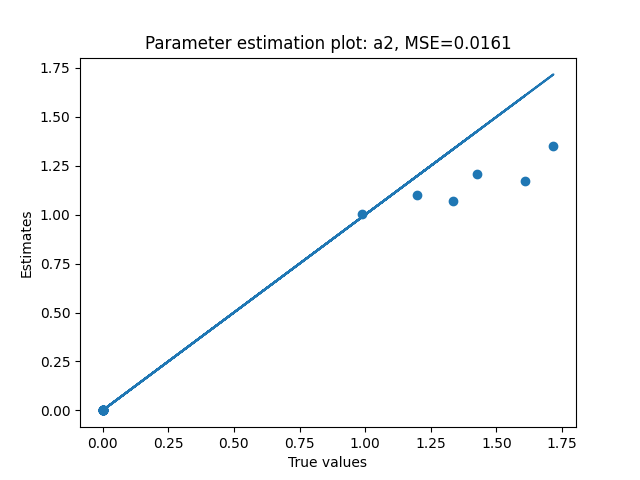 Parameter estimation plot: a2, MSE=0.0161
1.75
1.50
1.25
1.00
0.75
0.50
0.25
0.00
Estimates
0.00 0.25 0.50 0.75 1.00 1.25 1.50 1.75
True values